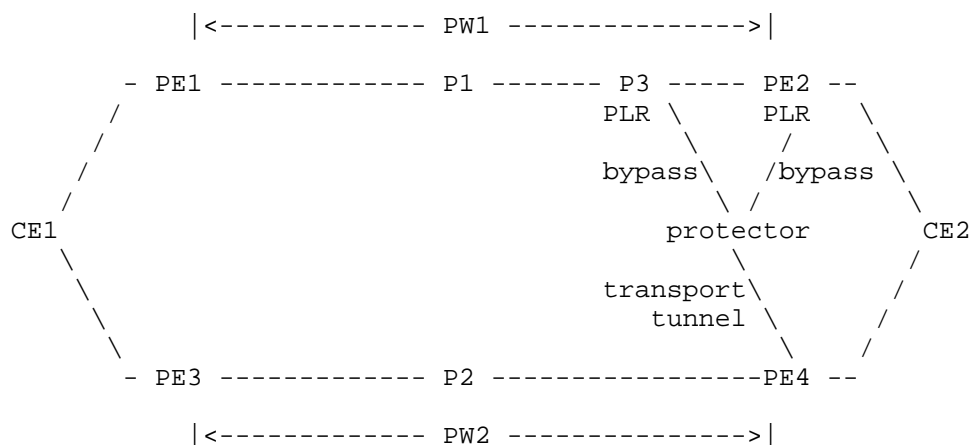 |<------------- PW1 --------------->|
- PE1 -------------- P1 ------- P3 ----- PE2 --
PLR PLR
bypass bypass
CE1 protector CE2
transport
tunnel
- PE3 ------------- P2 -----------------PE4 --
|<------------- PW2 --------------->|